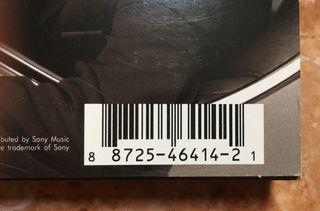 buted by Sony Music
e trademark of Sony
8 8725-46414-2 1